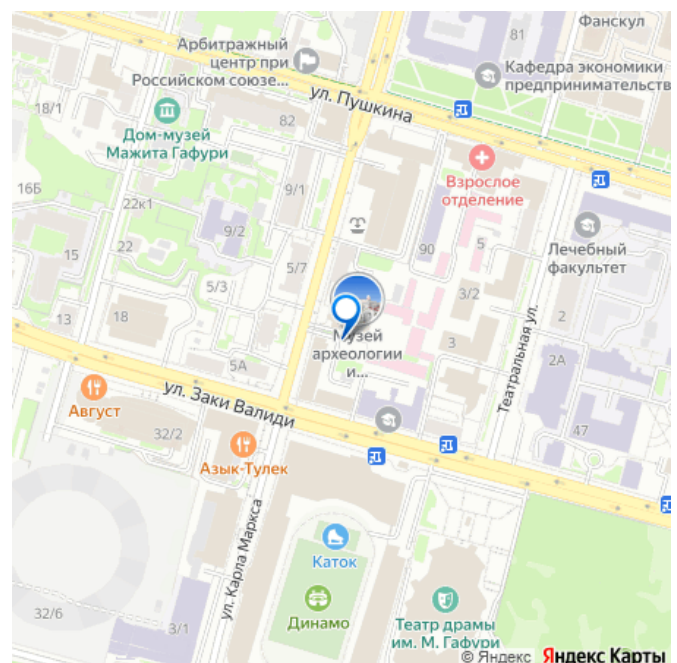 81
Фанскул
Арбитражный
центр при
Российском союзе...
Кафедра экономики
предпринимательств
ул. Пушкина
18/1
82
Дом-музей
Мажита Гафури
Взрослое
отделение
16Б
22к1
9/1
9/2
90
5
Лечебный
факультет
22
15
5/7
5/3
3/2
13
18
Музей
археологии
и...
2
3
Театральная ул.
5А
2А
Август
ул. Заки Валиди
32/2
47
Азык-Тулек
ул. Карла Маркса
Каток
Динамо
32/6
3/1
Театр драмы
им. М. Гафури
© Яндекс Яндекс Карты